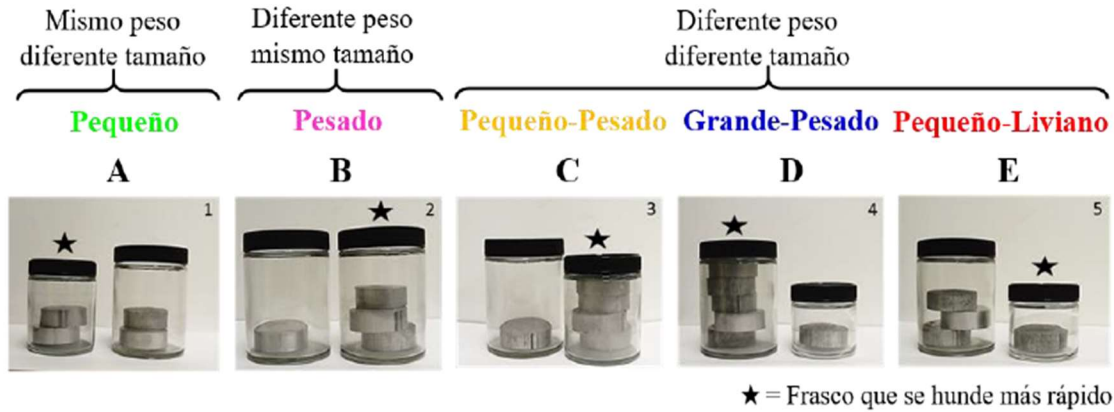 Mismo peso
diferente tamaño
Diferente peso
mismo tamaño
Diferente peso
diferente tamaño
Pequeño
Pesado
Pequeño-Pesado
Grande-Pesado
Pequeño-Liviano
A
B
C
D
E
1
2
3
4
5
★ = Frasco que se hunde más rápido